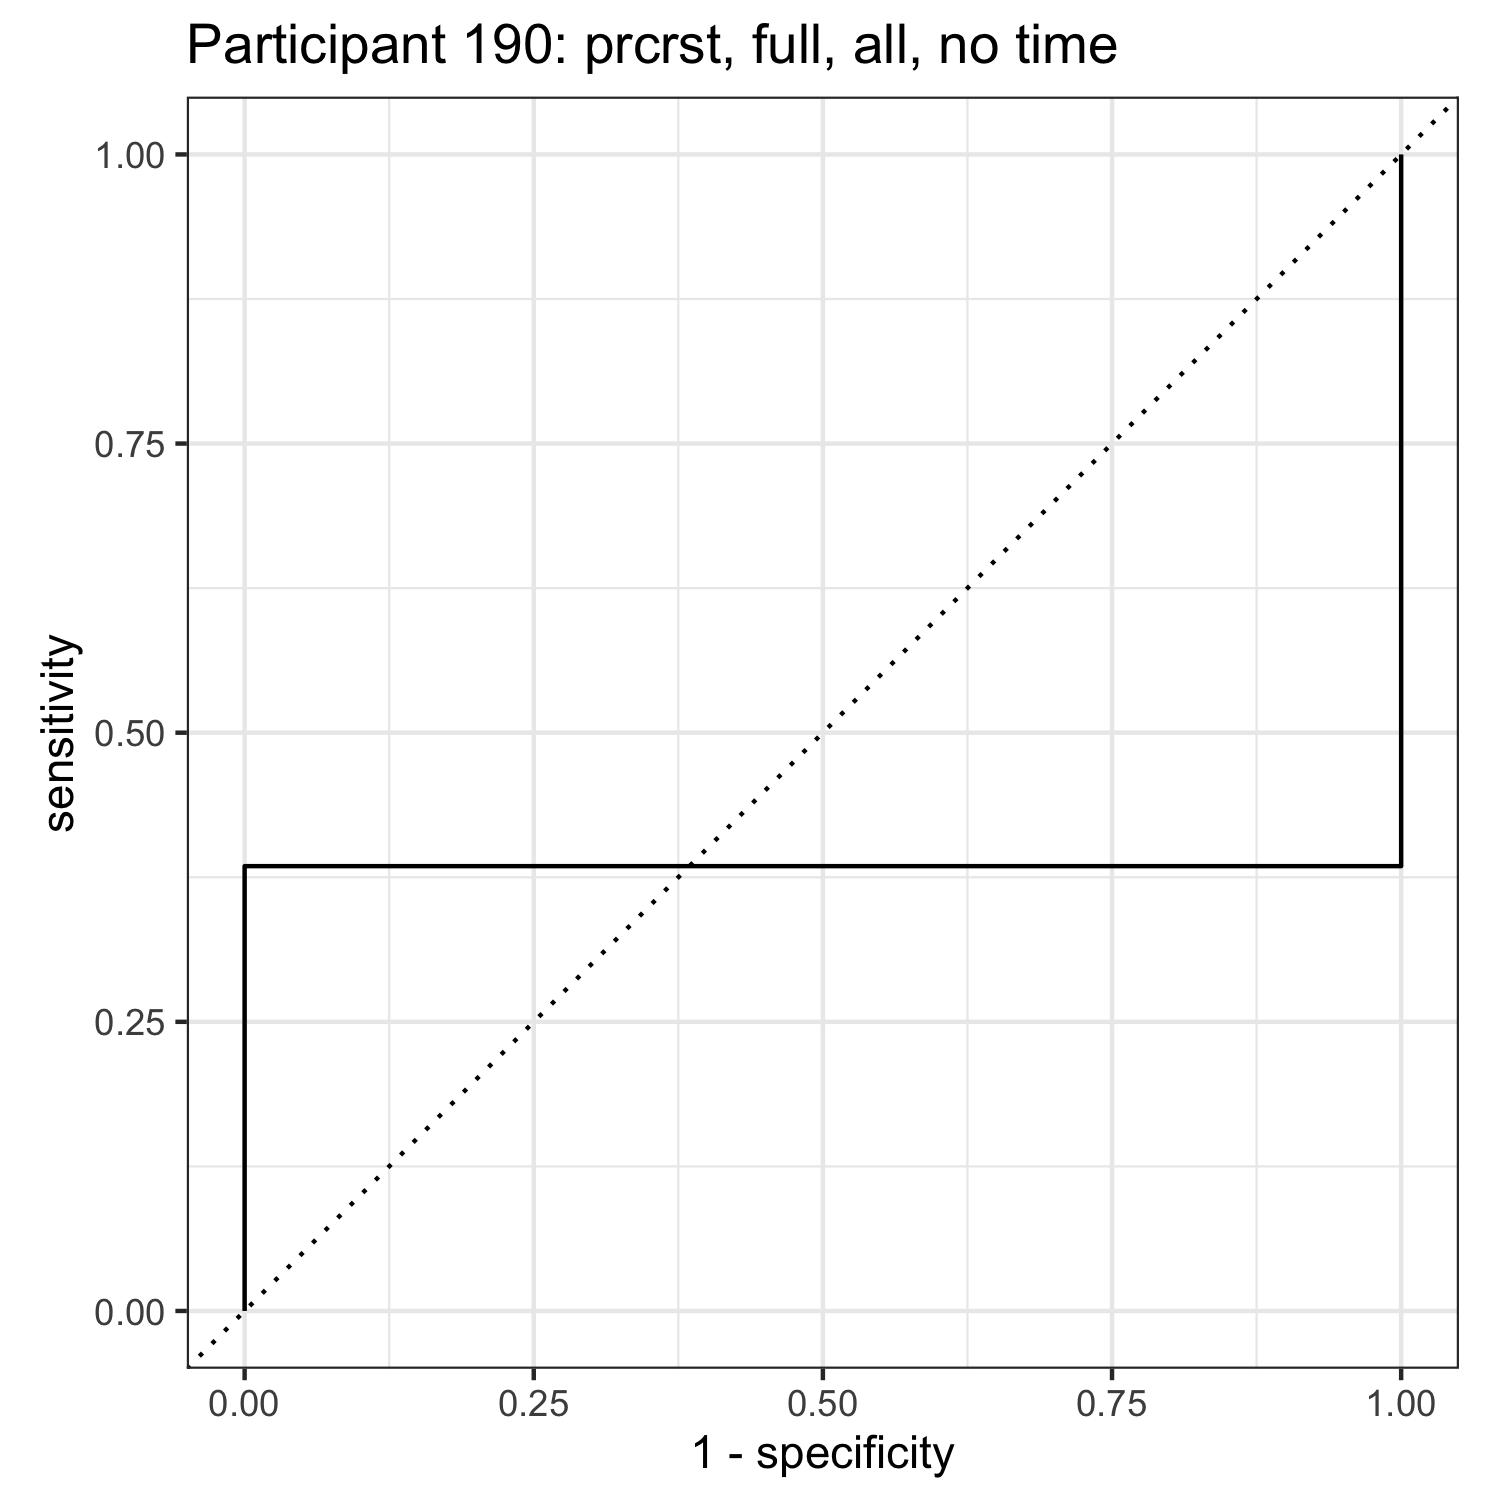 Participant 190: prcrst, full, all, no time
1.00
0.75
0.50
0.25
0.00
sensitivity
0.00 0.25 0.50 0.75 1.00
1 - specificity